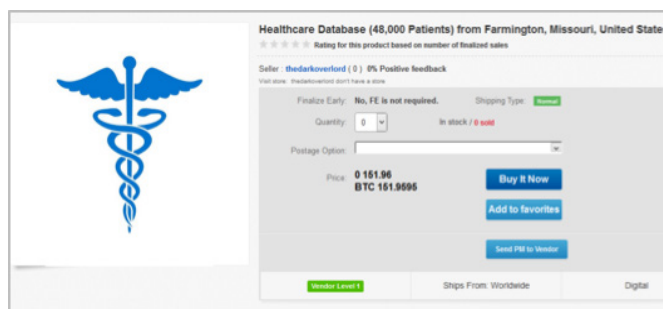 Healthcare Database (48,000 Patients) from Farmington, Missouri, United State
Rating for this product based on number of finalized sales
Seller : thedarkoverlord ( 0 ) 0% Positive feedback
Visit store: thedarkoverlord don't have a store
Finalize Early: No, FE is not required. Shipping Type: Normal
Quantity: 0 In stock / 0 sold
Postage Option:
Price: 0 151.96
BTC 151.9595
Buy It Now
Add to favorites
Send PM to Vendor
Vendor Level 1 Ships From: Worldwide Digital